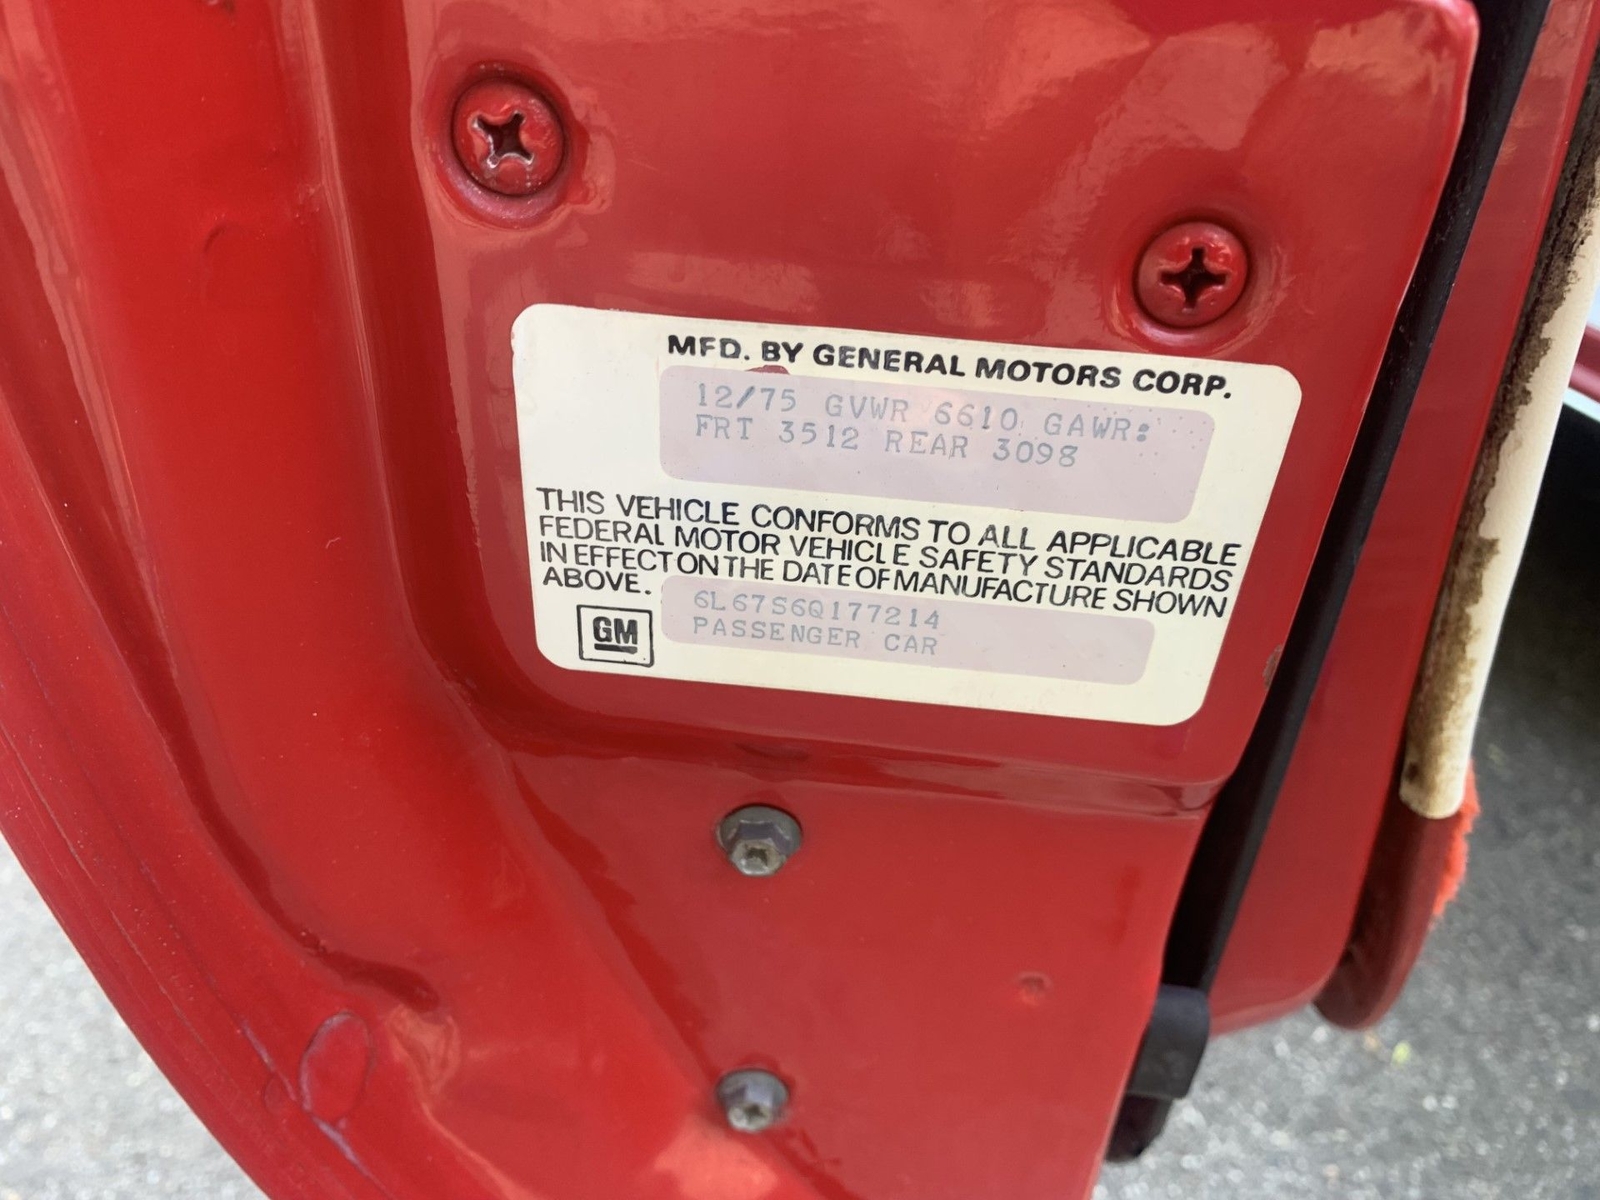 MFD. BY GENERAL MOTORS CORP.
12/75 GVWR 6610 GAWR:
FRT 3512 REAR 3098
THIS VEHICLE CONFORMS TO ALL APPLICABLE
FEDERAL MOTOR VEHICLE SAFETY STANDARDS
IN EFFECT ON THE DATE OF MANUFACTURE SHOWN
ABOVE.
6L67S6Q177214
PASSENGER CAR
GM